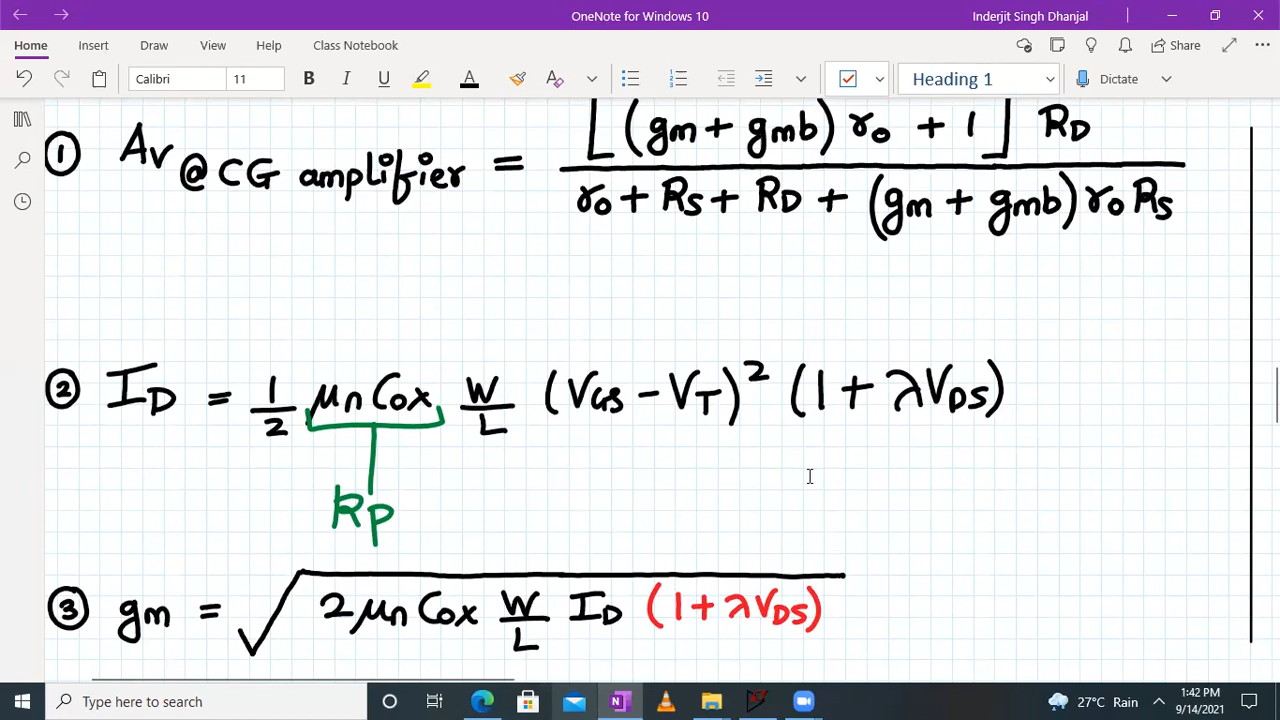 OneNote for Windows 10
Inderjit Singh Dhanjal
Home Insert Draw View Help Class Notebook Share
Calibri 11 B I U A Heading 1 Dictate
① Av @ CG amplifier = [(gm + gmb) ro + 1] RD / ro + RS + RD + (gm + gmb) ro RS
② ID = 1/2 μn Cox W/L (VGS - VT)² (1 + λVDS)
KP
③ gm = √ 2μn Cox W/L ID (1 + λVDS)
Type here to search
27°C Rain
1:42 PM
9/14/2021